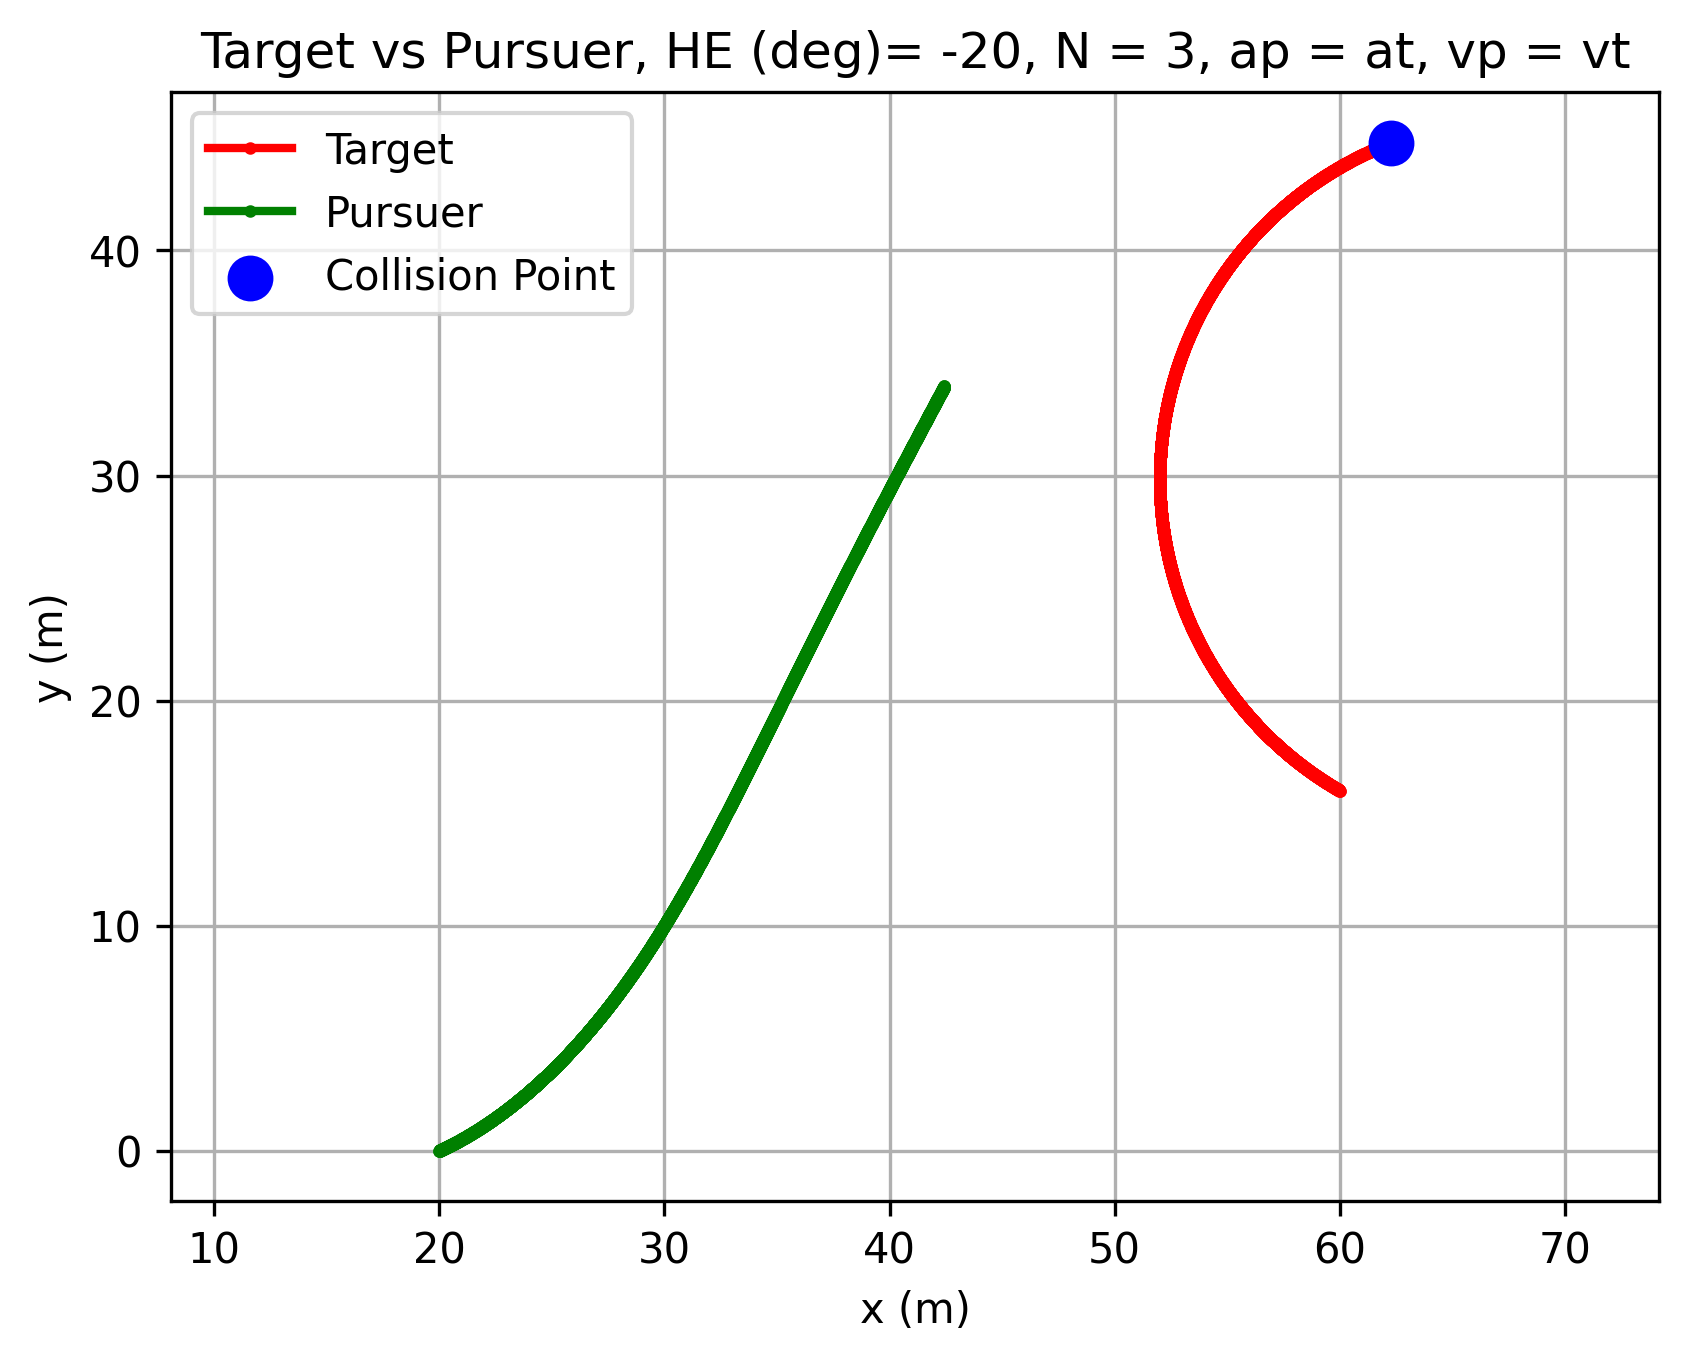 Target vs Pursuer, HE (deg)= -20, N = 3, ap = at, vp = vt
Target
Pursuer
Collision Point
40
30
20
10
0
y (m)
10 20 30 40 50 60 70
x (m)